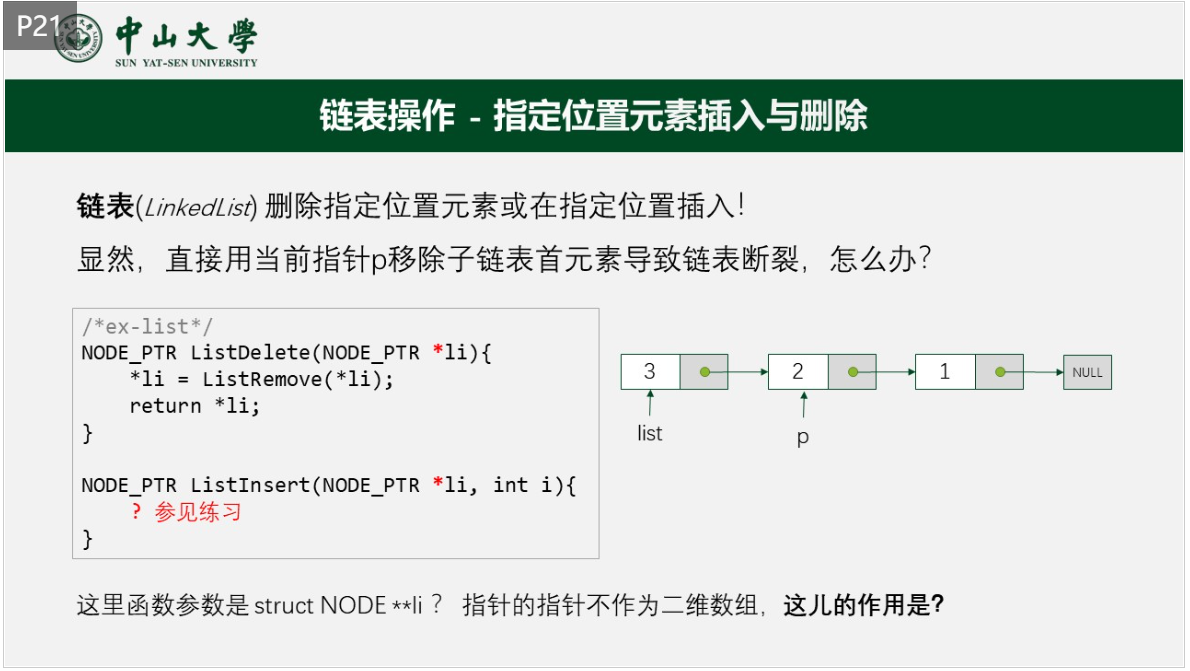 P21
中山大學
SUN YAT-SEN UNIVERSITY
链表操作 - 指定位置元素插入与删除
链表(LinkedList) 删除指定位置元素或在指定位置插入！
显然，直接用当前指针p移除子链表首元素导致链表断裂，怎么办？
/*ex-list*/
NODE_PTR ListDelete(NODE_PTR *li){
*li = ListRemove(*li);
return *li;
}
NODE_PTR ListInsert(NODE_PTR *li, int i){
? 参见练习
}
3 2 1 NULL
list p
这里函数参数是 struct NODE **li ？ 指针的指针不作为二维数组，这儿的作用是?